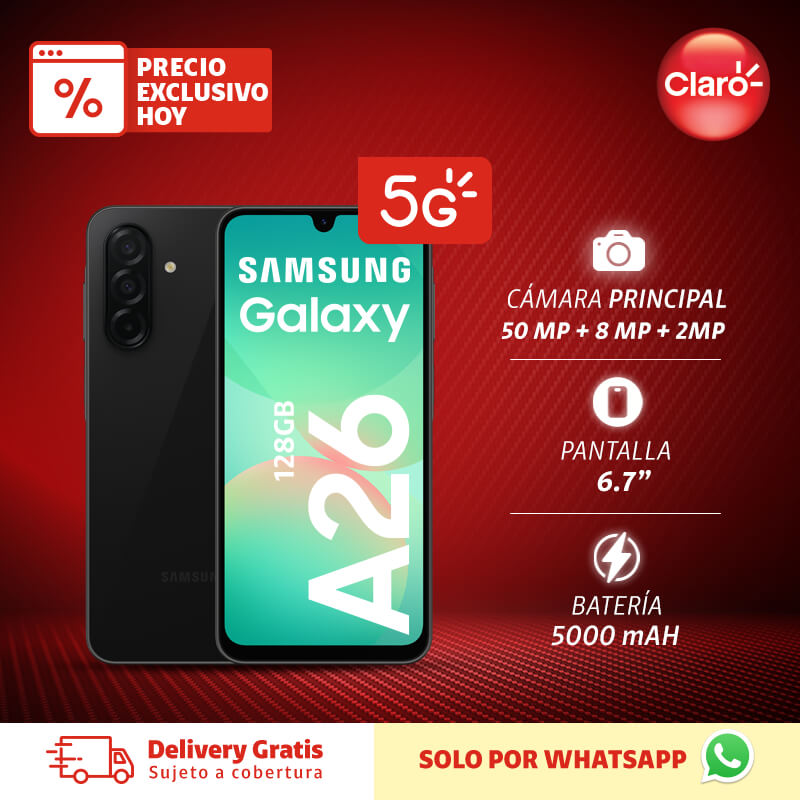 %
PRECIO
EXCLUSIVO
HOY
Claro
5G
SAMSUNG
Galaxy
128GB
A26
SAMSUN
CÁMARA PRINCIPAL
50 MP + 8 MP + 2MP
PANTALLA
6.7”
BATERÍA
5000 mAH
Delivery Gratis
Sujeto a cobertura
SOLO POR WHATSAPP